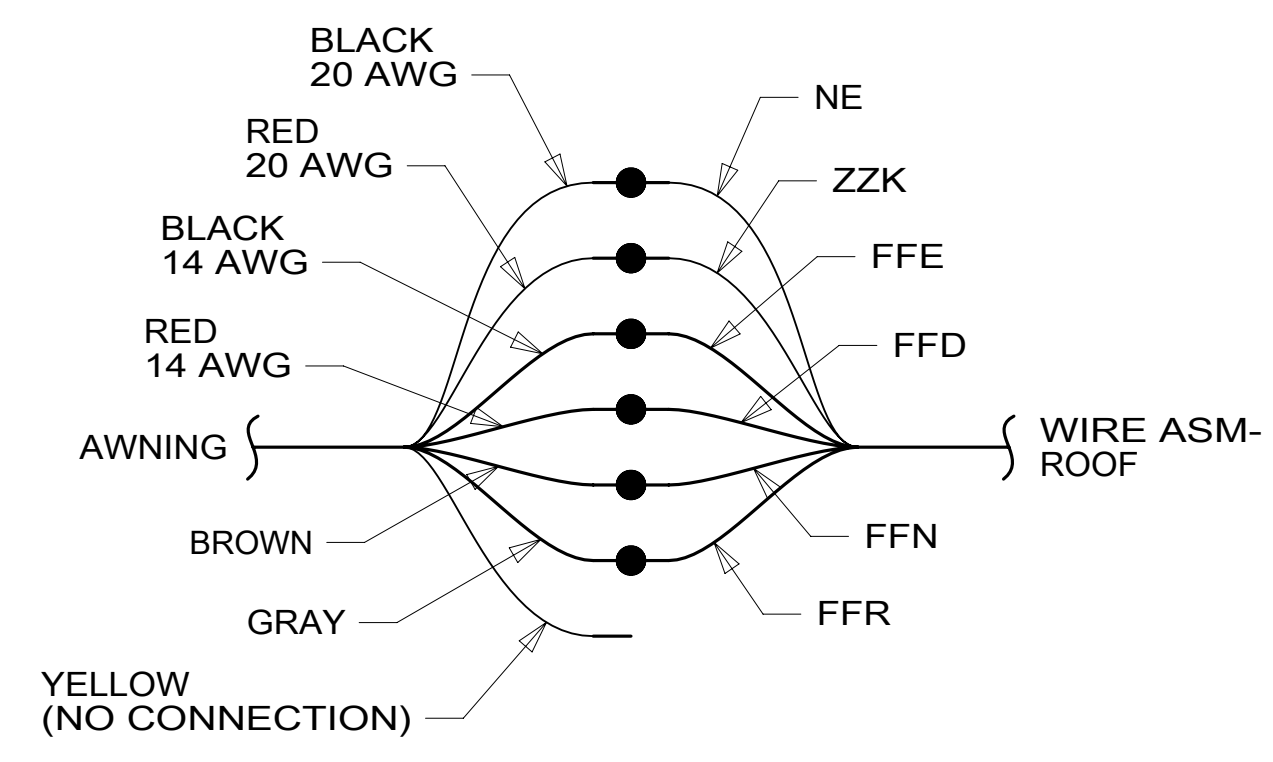 BLACK
20 AWG
NE
RED
20 AWG
ZZK
BLACK
14 AWG
FFE
RED
14 AWG
FFD
AWNING
WIRE ASM-
ROOF
BROWN
FFN
GRAY
FFR
YELLOW
(NO CONNECTION)